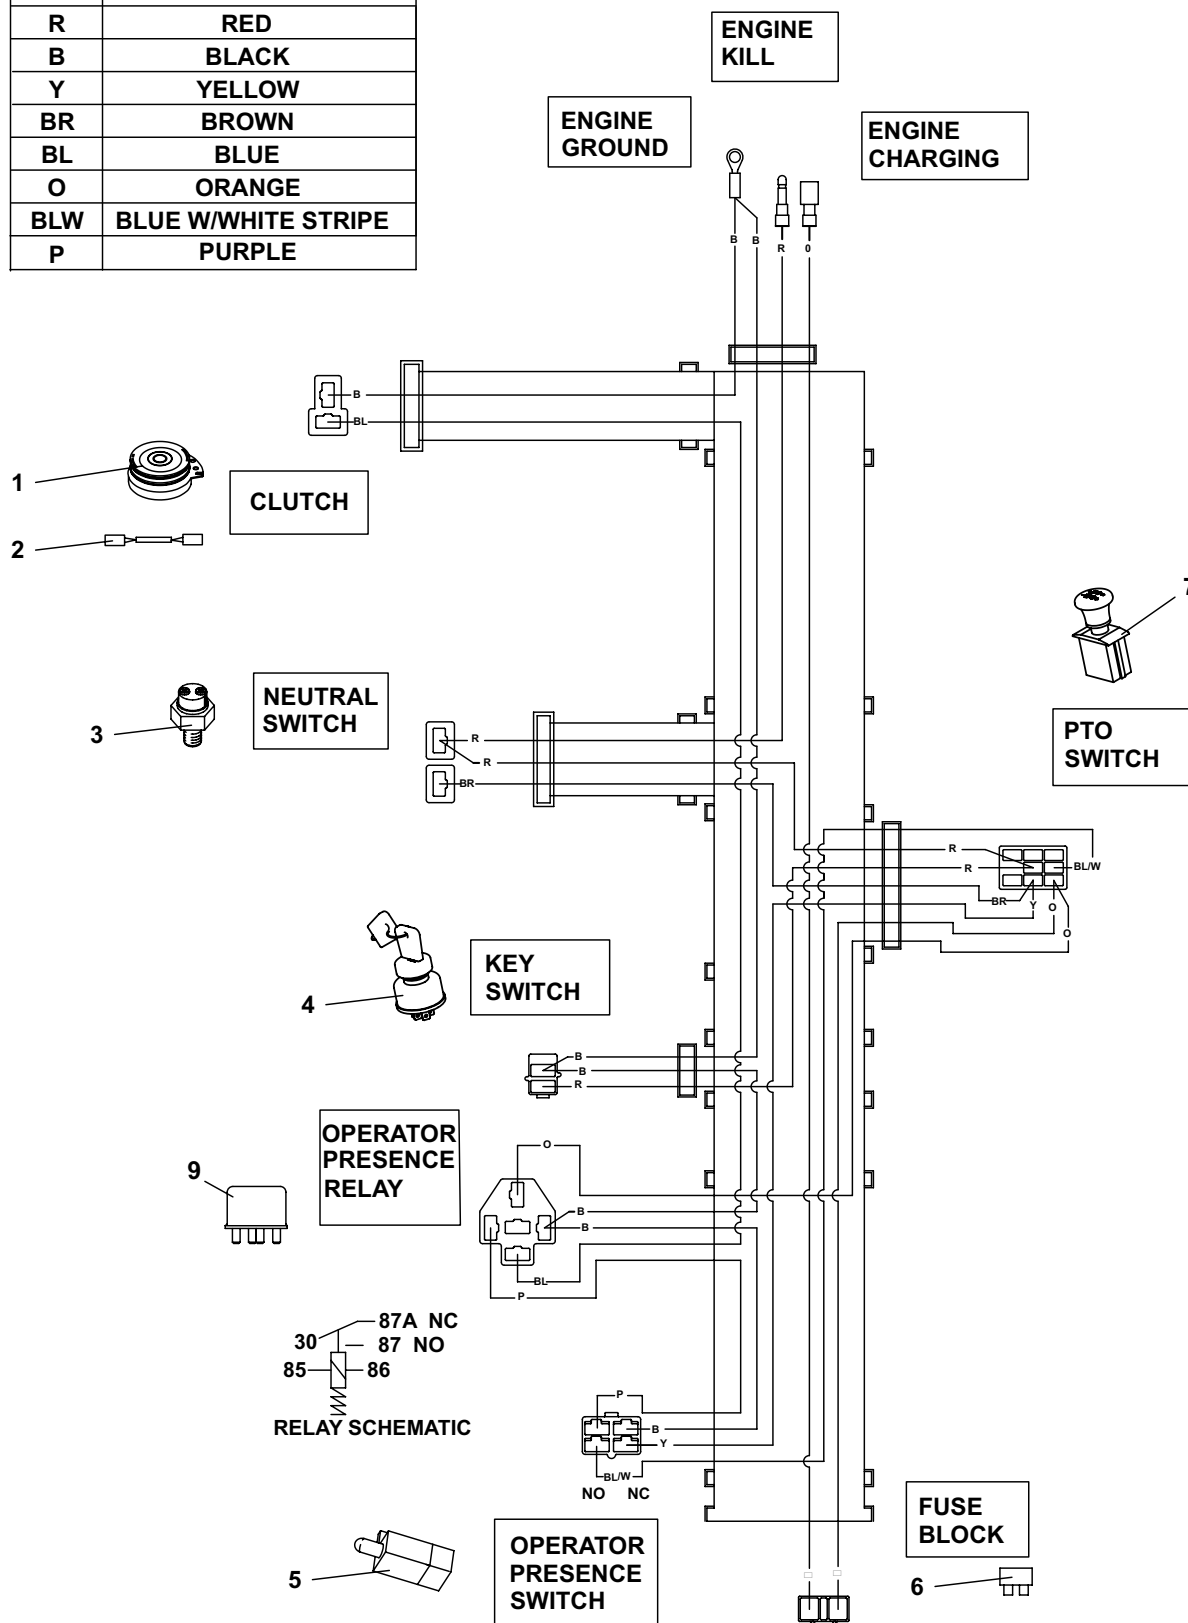 R RED
B BLACK
Y YELLOW
BR BROWN
BL BLUE
O ORANGE
BLW BLUE W/WHITE STRIPE
P PURPLE
ENGINE
KILL
ENGINE
GROUND
ENGINE
CHARGING
B B R 0
B
BL
1
CLUTCH
2
7
NEUTRAL
SWITCH
3
PTO
SWITCH
R
R
BR
R
R
BL/W
BR Y O
O
KEY
SWITCH
4
B
B
R
OPERATOR
PRESENCE
RELAY
9
O
B
B
BL
P
87A NC
30
87 NO
85 86
RELAY SCHEMATIC
P
B
Y
BL/W
NO NC
OPERATOR
PRESENCE
SWITCH
5
FUSE
BLOCK
6